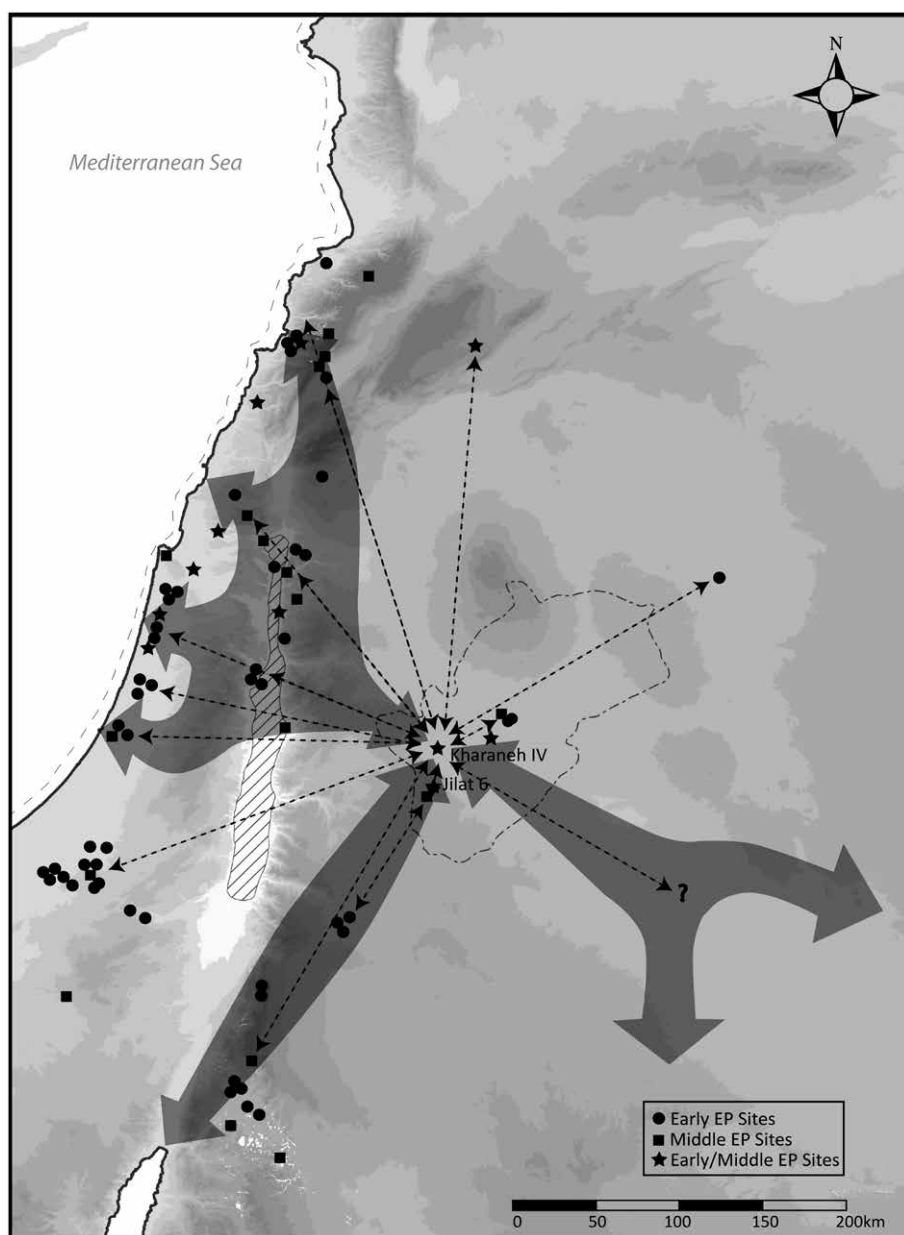 N
Mediterranean Sea
Kharaneh IV
Jilat 6
?
Early EP Sites
Middle EP Sites
Early/Middle EP Sites
0 50 100 150 200km